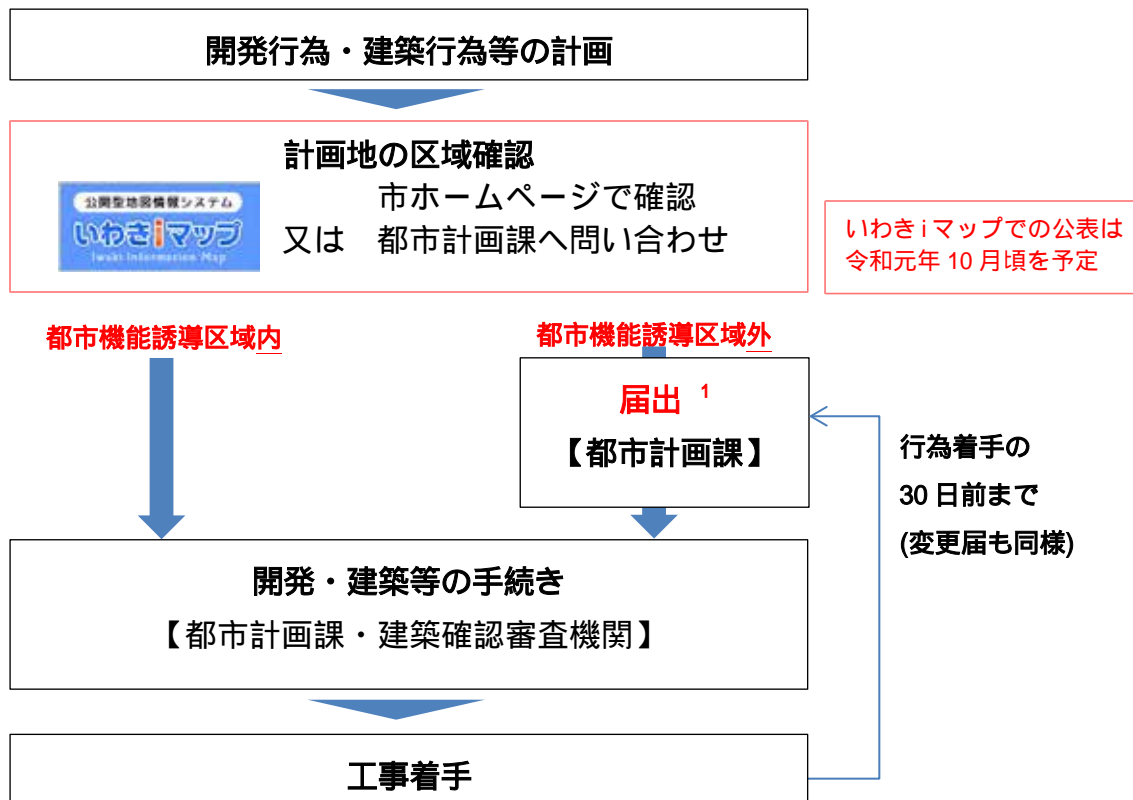 開発行為・建築行為等の計画
計画地の区域確認
市ホームページで確認
又は 都市計画課へ問い合わせ
公開型地図情報システム
いわきiマップ
Iwaki Information Map
いわきiマップでの公表は
令和元年10月頃を予定
都市機能誘導区域内
都市機能誘導区域外
届出 1
【都市計画課】
行為着手の
30日前まで
(変更届も同様)
開発・建築等の手続き
【都市計画課・建築確認審査機関】
工事着手